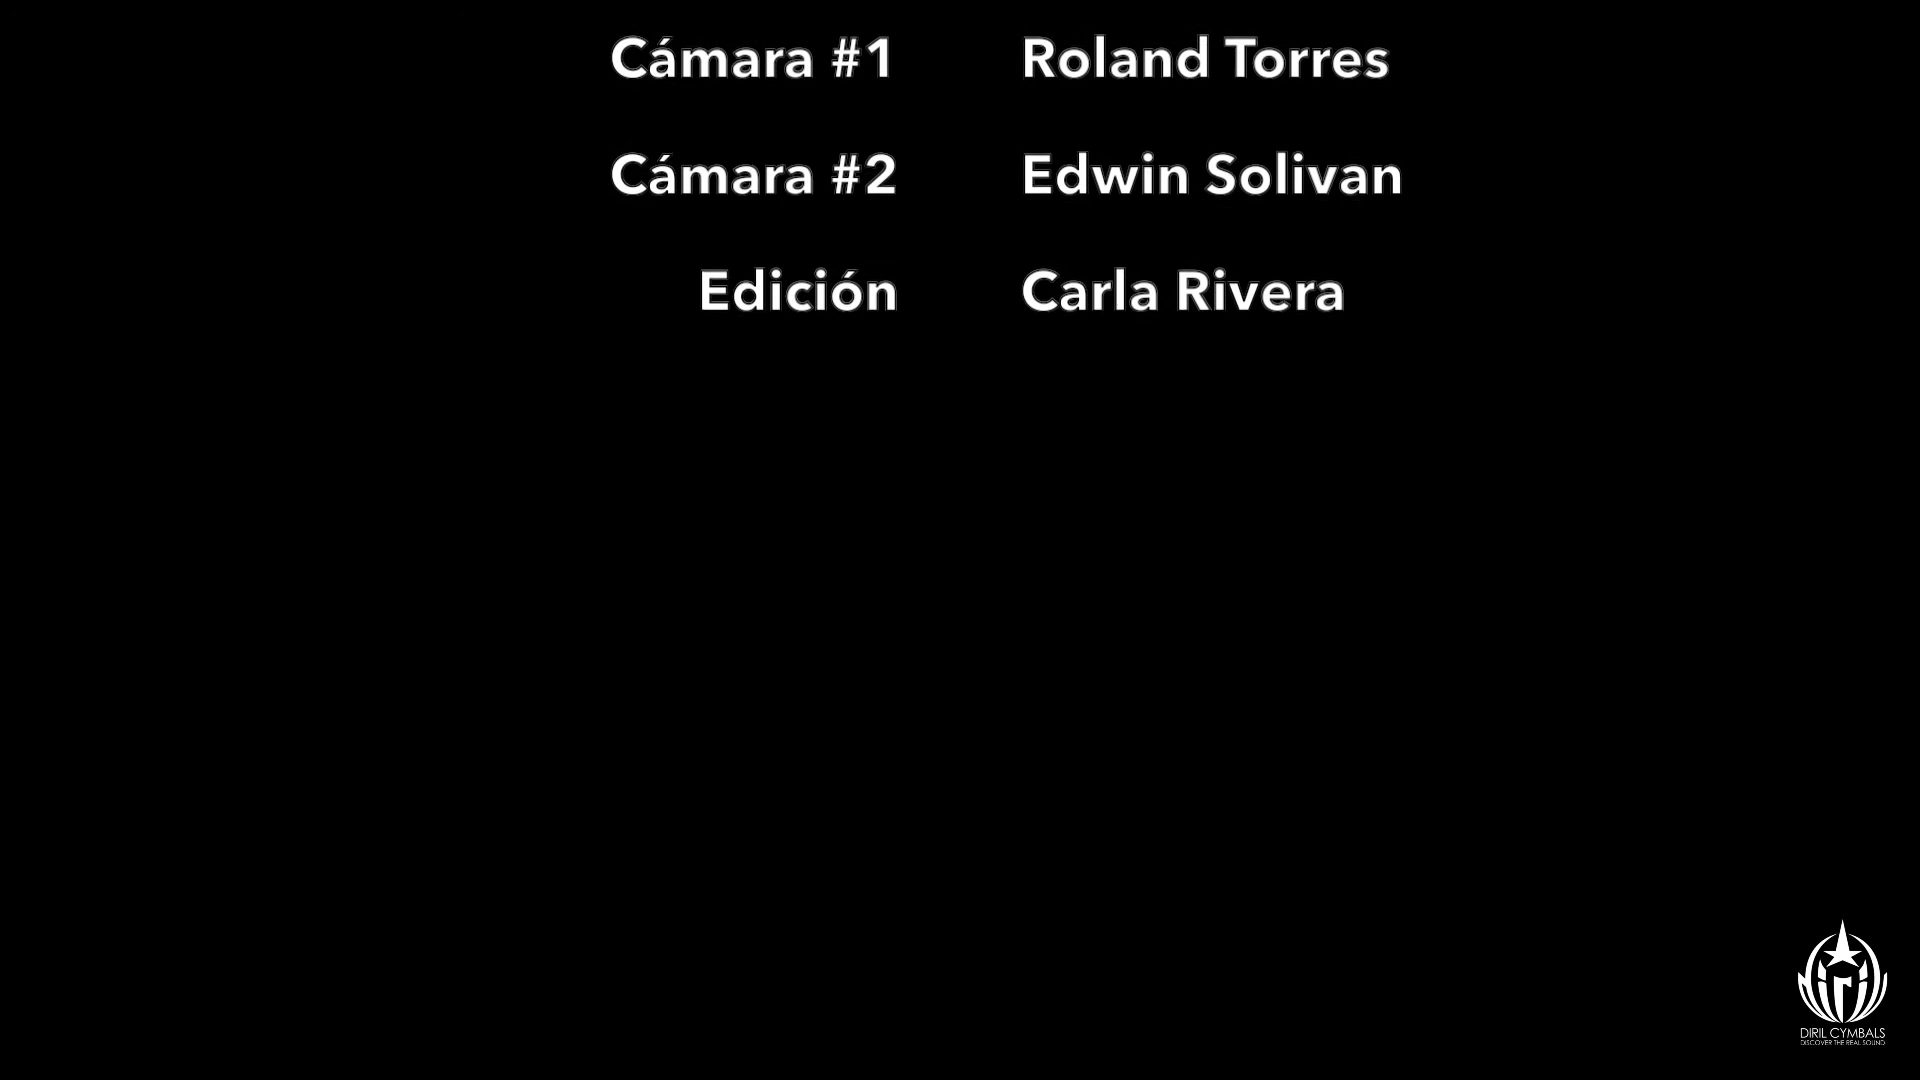 Cámara #1 Roland Torres
Cámara #2 Edwin Solivan
Edición Carla Rivera
DIRIL CYMBALS
DISCOVER THE REAL SOUND